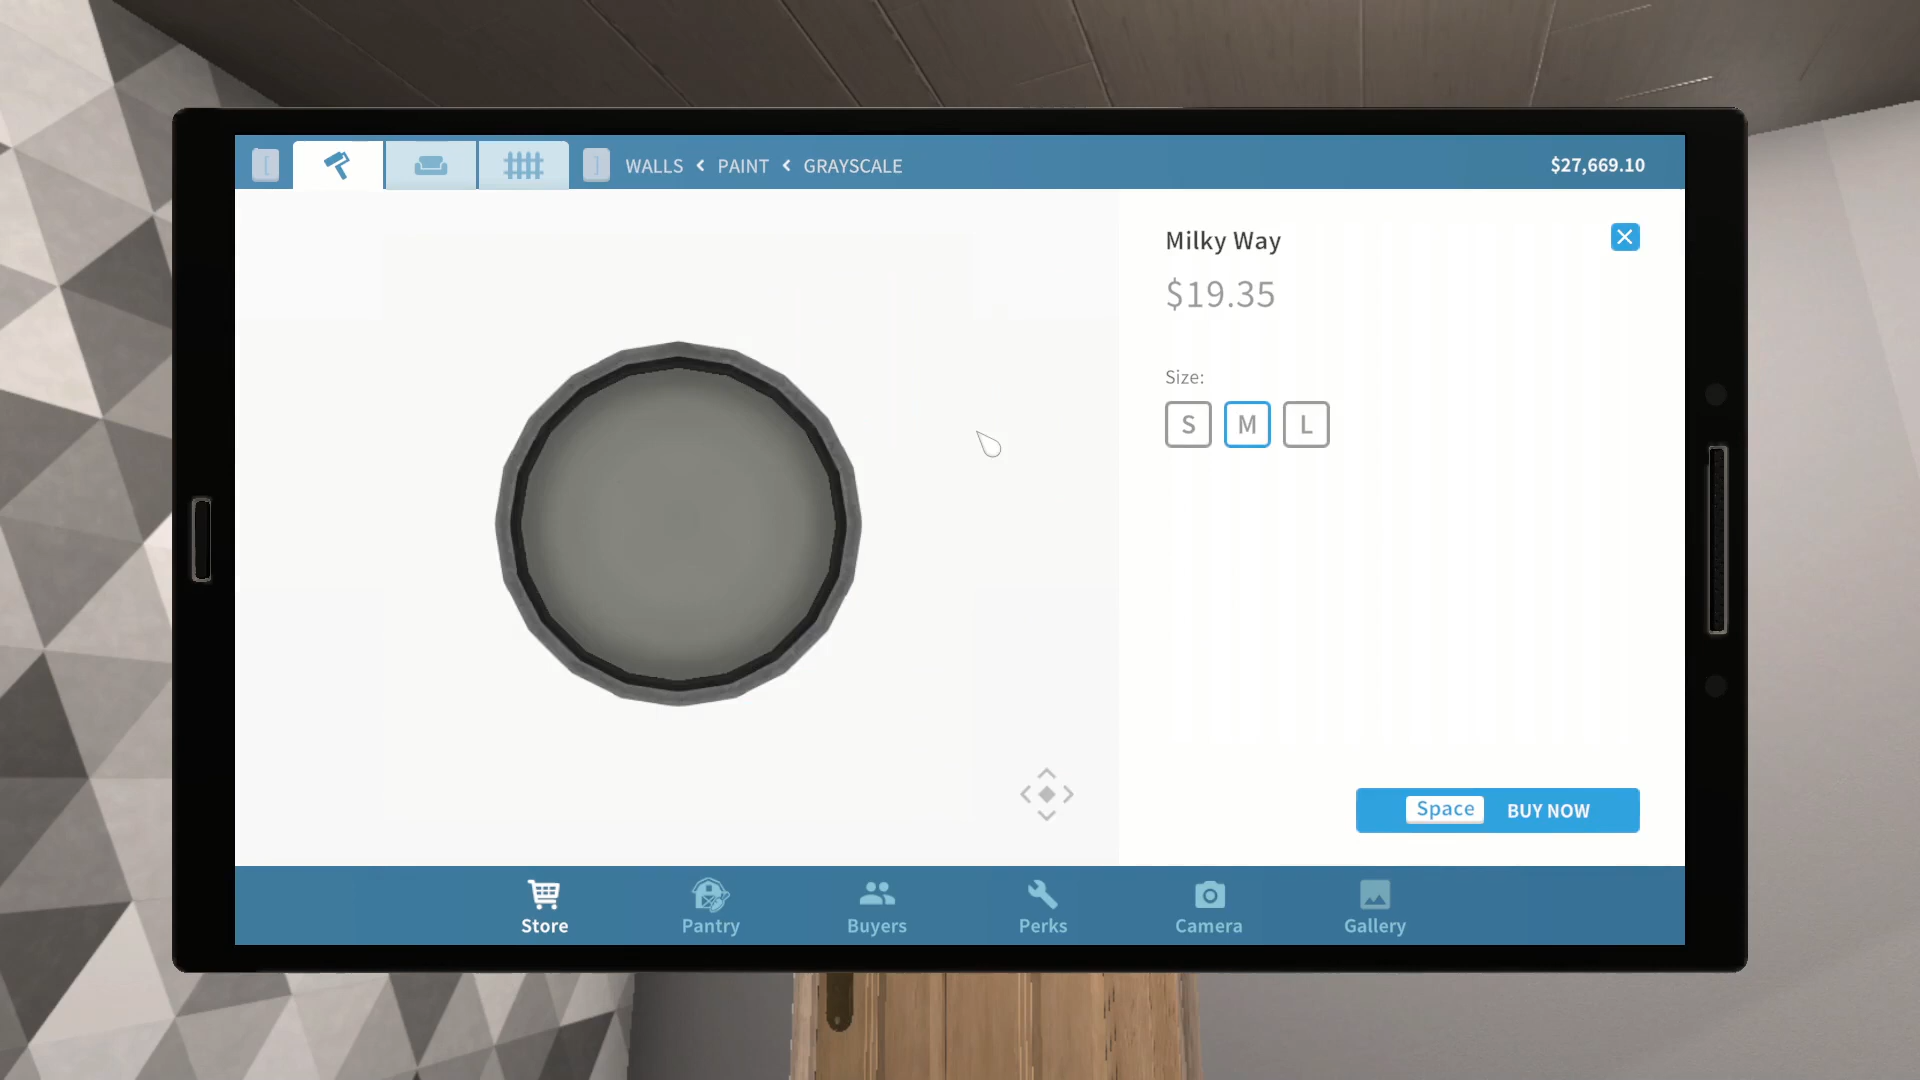 [ ] WALLS < PAINT < GRAYSCALE $27,669.10
Milky Way
$19.35
Size:
S M L
Space BUY NOW
Store Pantry Buyers Perks Camera Gallery